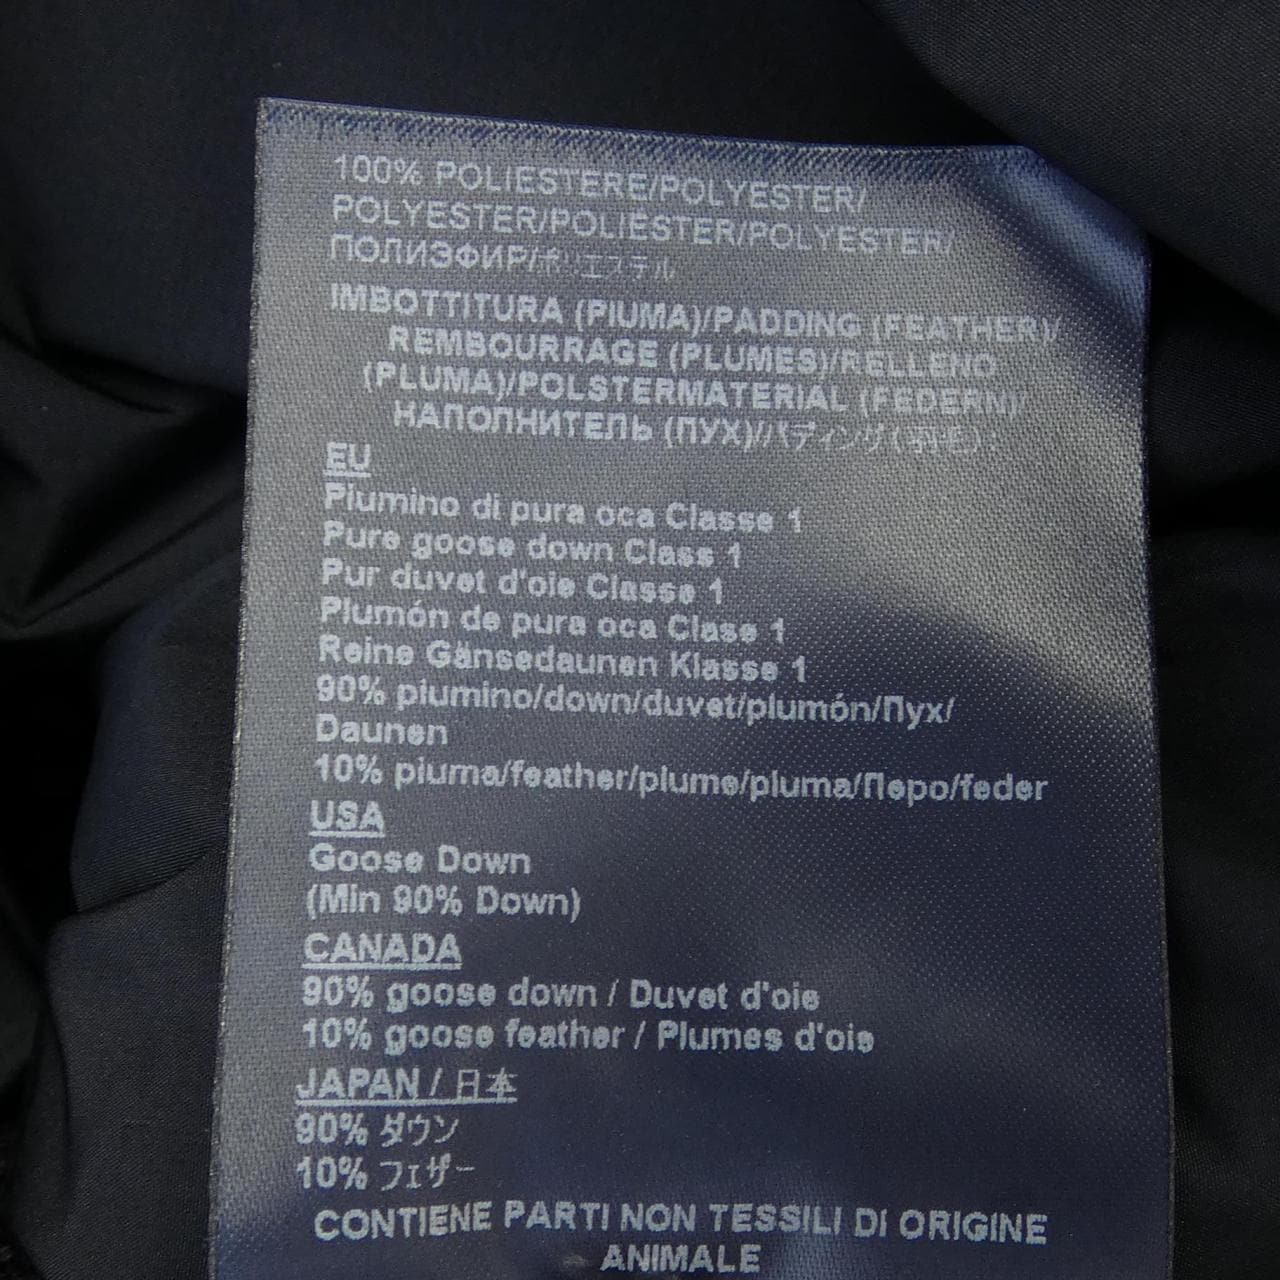 100% POLIESTERE/POLYESTER/
POLYESTER/POLIESTER/POLYESTER/
ПОЛИЭФИР/ポリエステル
IMBOTTITURA (PIUMA)/PADDING (FEATHER)/
REMBOURRAGE (PLUMES)/RELLENO
(PLUMA)/POLSTERMATERIAL (FEDERN)/
НАПОЛНИТЕЛЬ (ПУХ)/パディング(羽毛):
EU
Piumino di pura oca Classe 1
Pure goose down Class 1
Pur duvet d'oie Classe 1
Plumón de pura oca Clase 1
Reine Gänsedaunen Klasse 1
90% piumino/down/duvet/plumón/Пух/
Daunen
10% piuma/feather/plume/pluma/Перо/feder
USA
Goose Down
(Min 90% Down)
CANADA
90% goose down / Duvet d'oie
10% goose feather / Plumes d'oie
JAPAN / 日本
90% ダウン
10% フェザー
CONTIENE PARTI NON TESSILI DI ORIGINE
ANIMALE